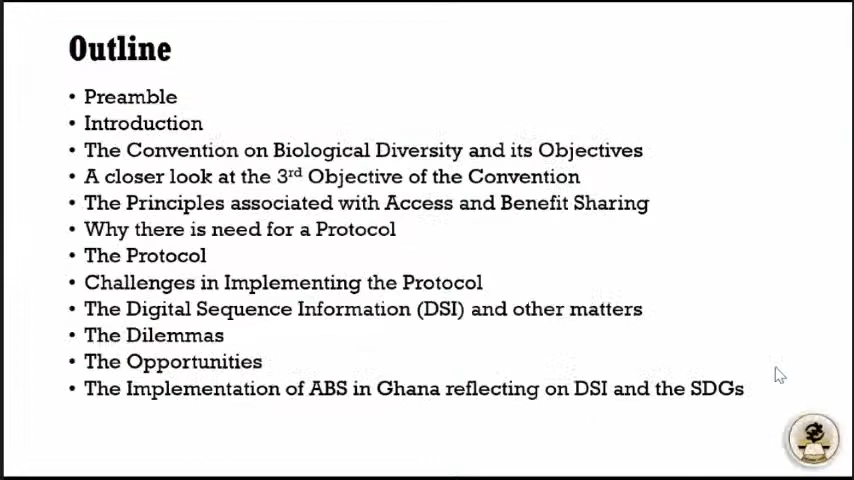 Outline
• Preamble
• Introduction
• The Convention on Biological Diversity and its Objectives
• A closer look at the 3rd Objective of the Convention
• The Principles associated with Access and Benefit Sharing
• Why there is need for a Protocol
• The Protocol
• Challenges in Implementing the Protocol
• The Digital Sequence Information (DSI) and other matters
• The Dilemmas
• The Opportunities
• The Implementation of ABS in Ghana reflecting on DSI and the SDGs